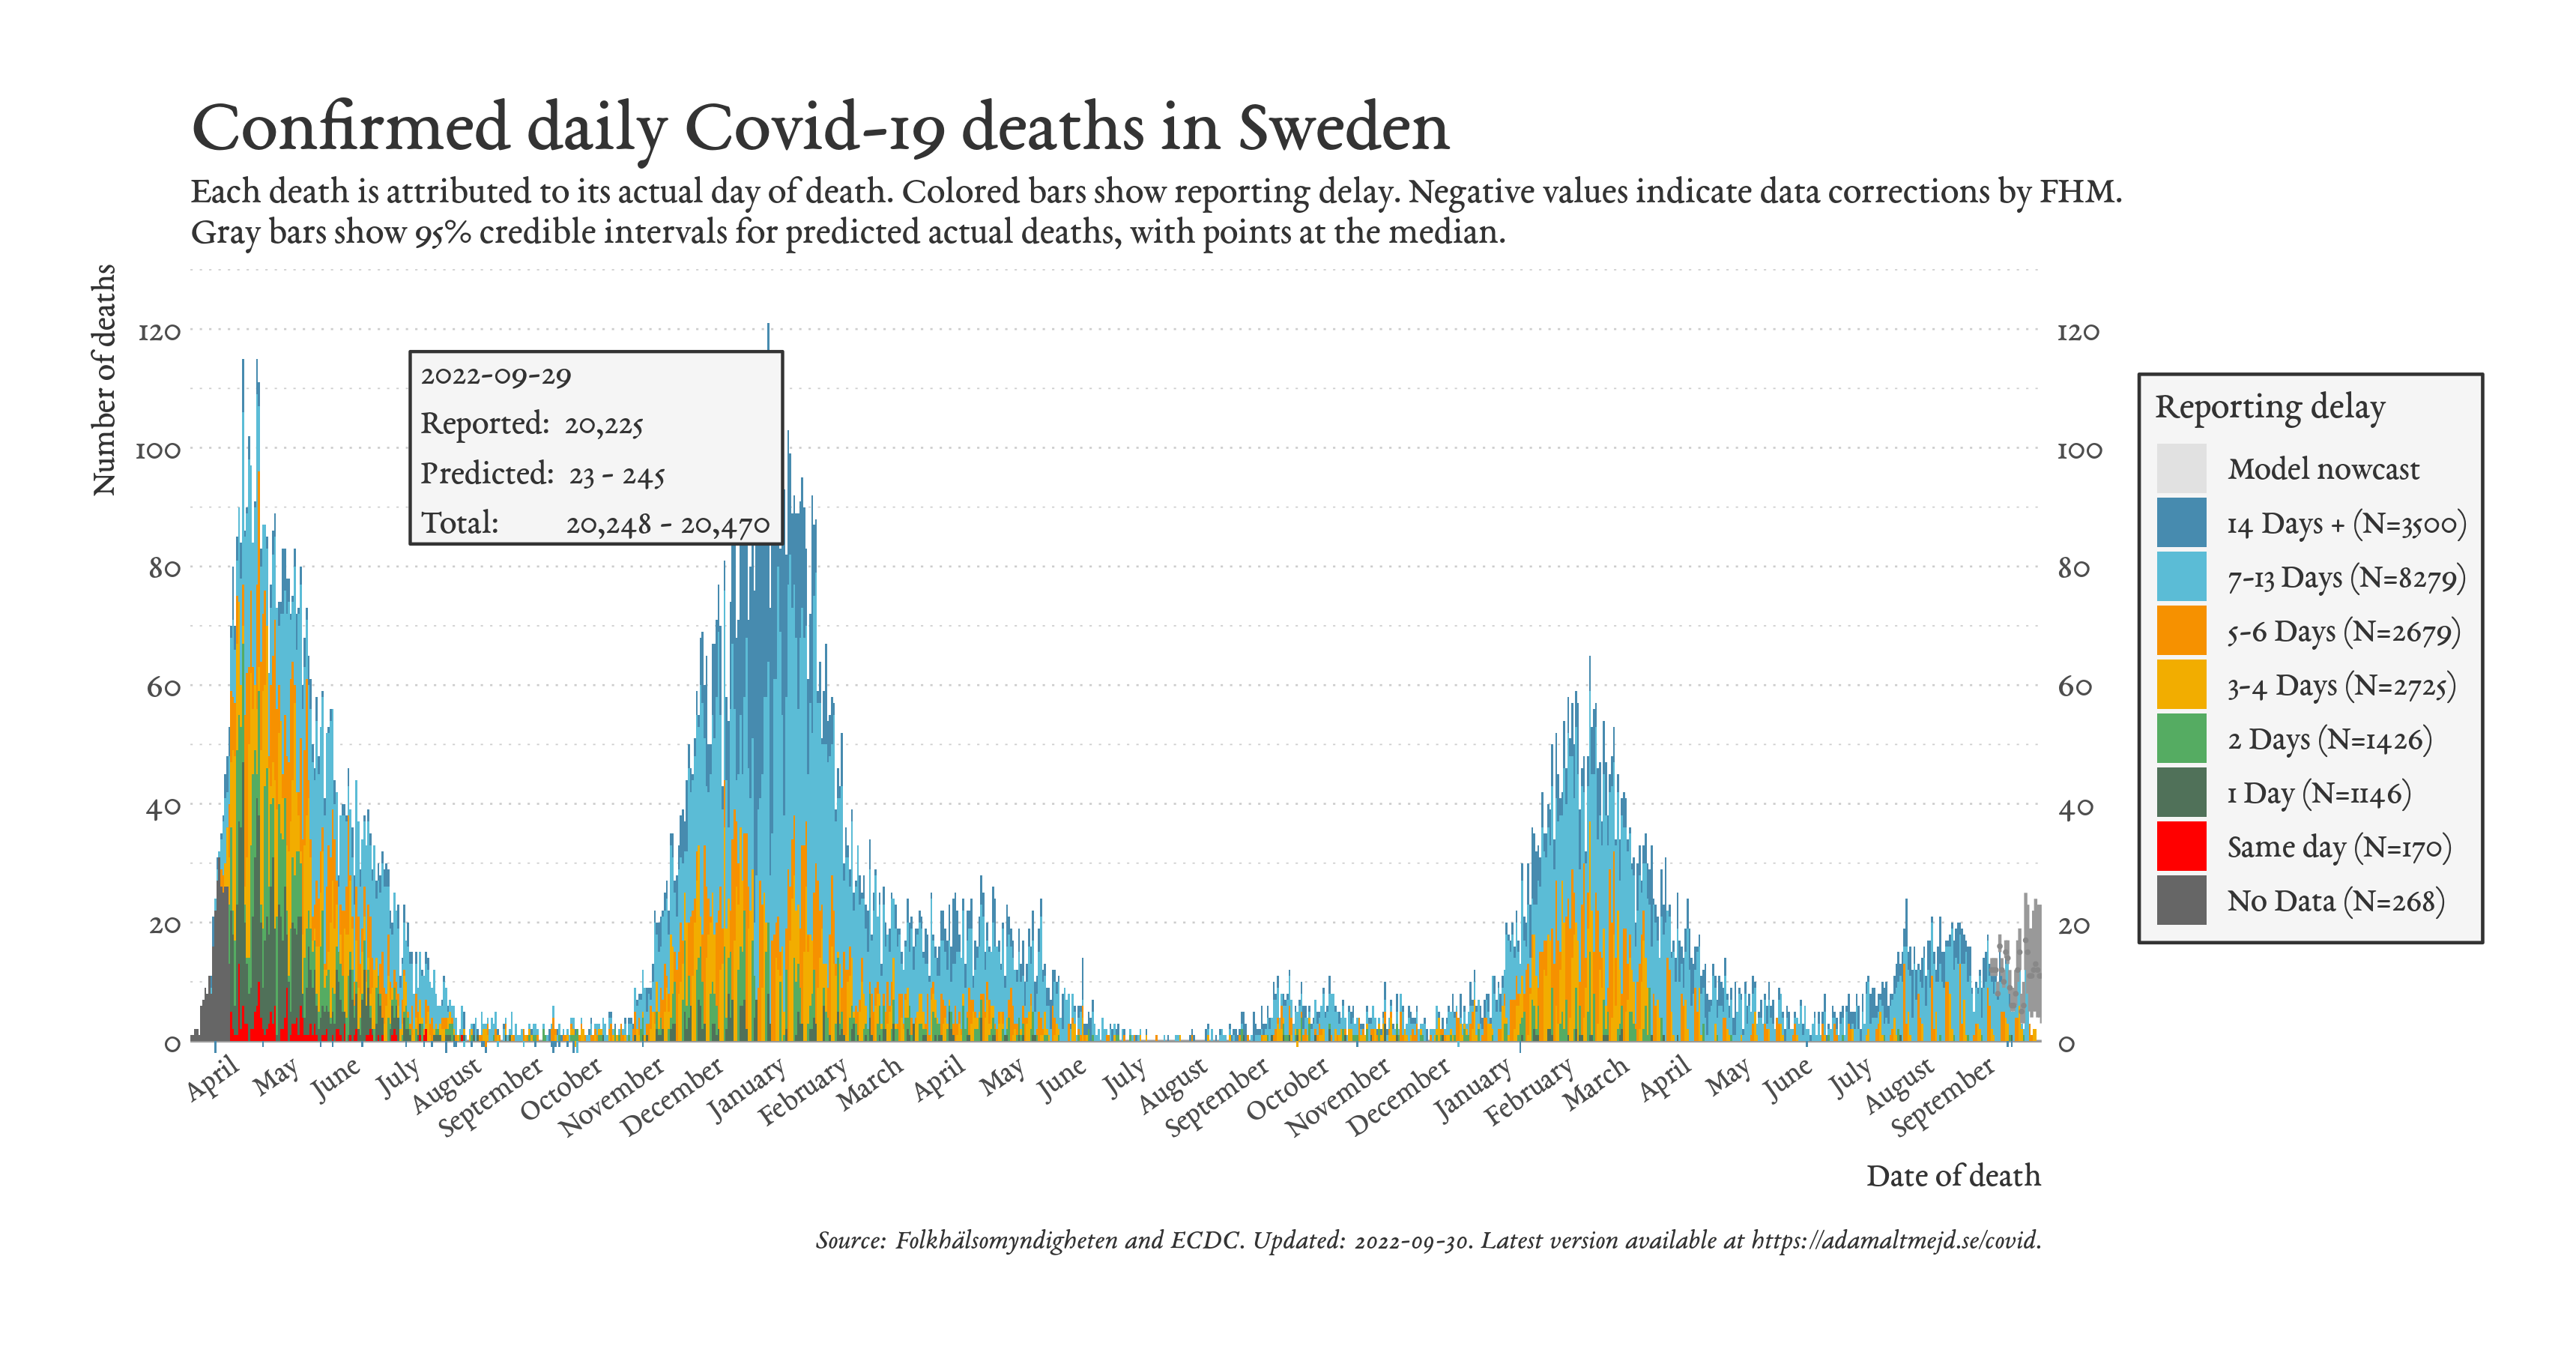 Confirmed daily Covid-19 deaths in Sweden
Each death is attributed to its actual day of death. Colored bars show reporting delay. Negative values indicate data corrections by FHM.
Gray bars show 95% credible intervals for predicted actual deaths, with points at the median.
Number of deaths
120
100
80
60
40
20
0
2022-09-29
Reported: 20,225
Predicted: 23 - 245
Total: 20,248 - 20,470
120
100
80
60
40
20
0
Reporting delay
Model nowcast
14 Days + (N=3500)
7-13 Days (N=8279)
5-6 Days (N=2679)
3-4 Days (N=2725)
2 Days (N=1426)
1 Day (N=1146)
Same day (N=170)
No Data (N=268)
April
May
June
July
August
September
October
November
December
January
February
March
April
May
June
July
August
September
October
November
December
January
February
March
April
May
June
July
August
September
Date of death
Source: Folkhälsomyndigheten and ECDC. Updated: 2022-09-30. Latest version available at https://adamaltmejd.se/covid.